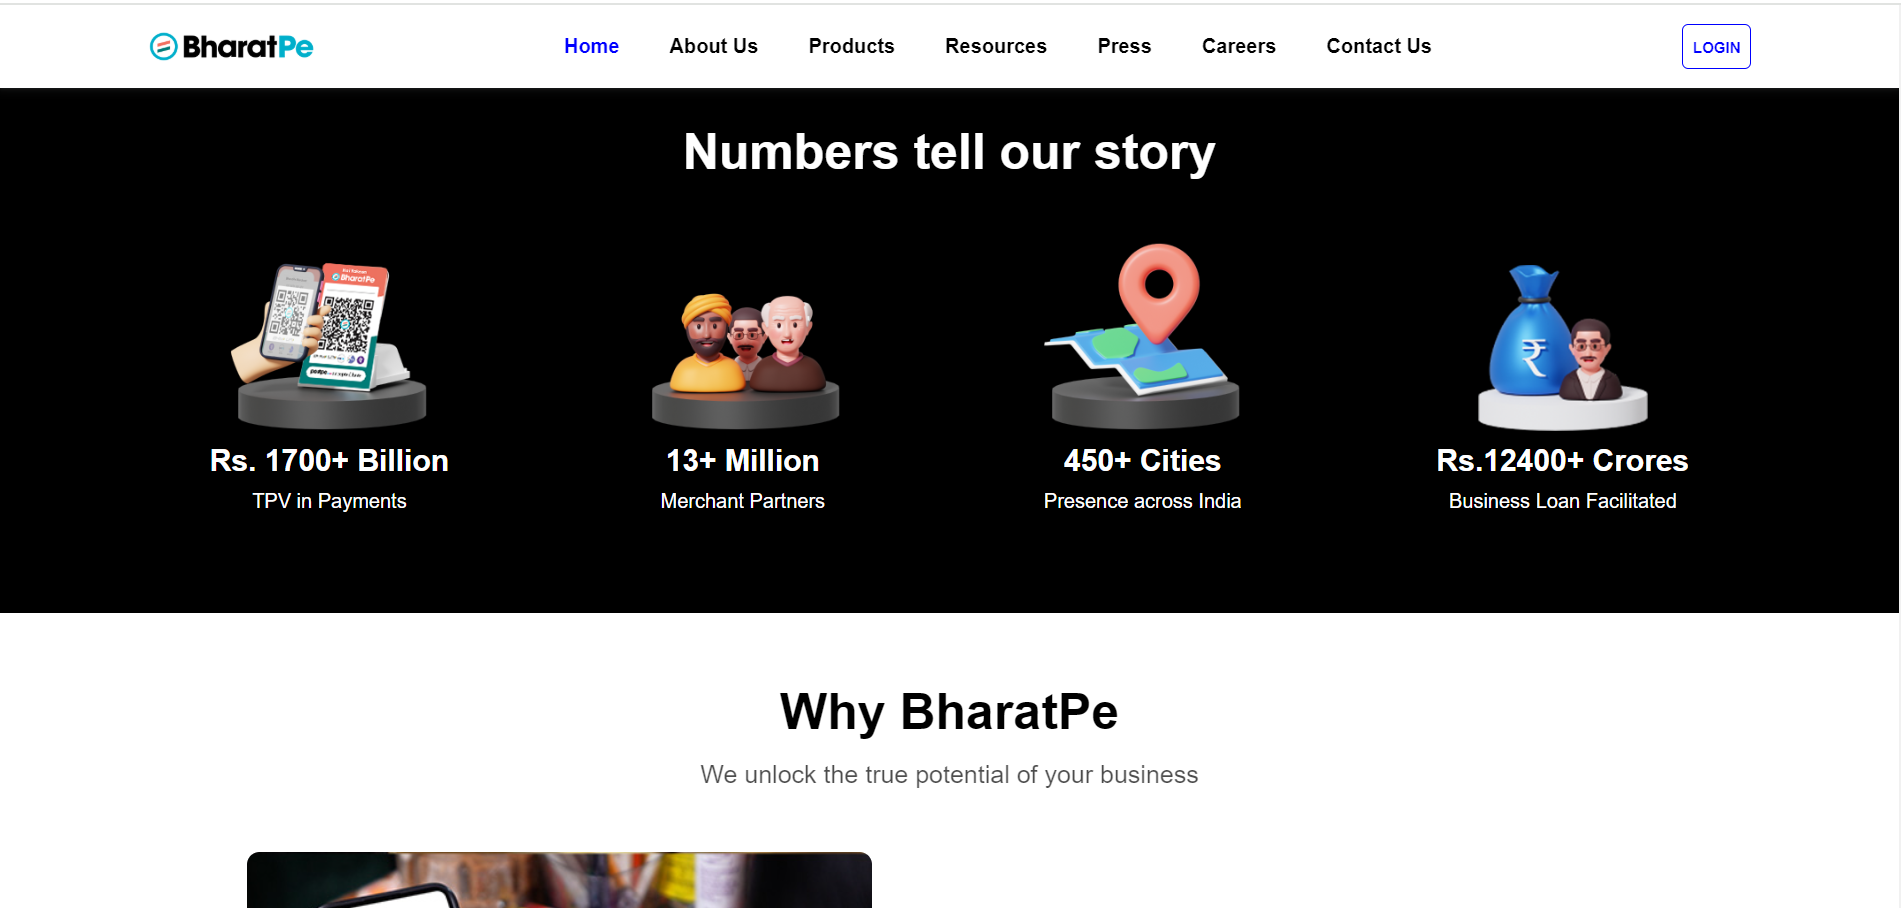 BharatPe
Home About Us Products Resources Press Careers Contact Us
LOGIN
Numbers tell our story
BharatPe
₹
Rs. 1700+ Billion
TPV in Payments
13+ Million
Merchant Partners
450+ Cities
Presence across India
Rs.12400+ Crores
Business Loan Facilitated
Why BharatPe
We unlock the true potential of your business